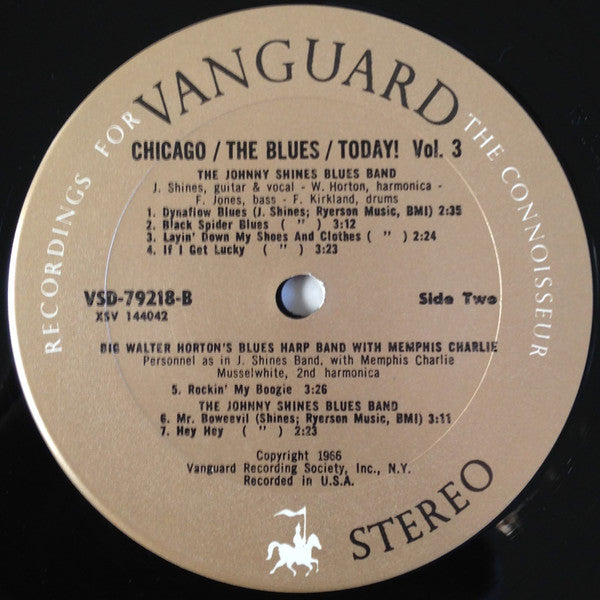 RECORDINGS FOR VANGUARD THE CONNOISSEUR
CHICAGO / THE BLUES / TODAY! Vol. 3
THE JOHNNY SHINES BLUES BAND
J. Shines, guitar & vocal - W. Horton, harmonica -
F. Jones, bass - F. Kirkland, drums
1. Dynaflow Blues (J. Shines; Ryerson Music, BMI) 2:35
2. Black Spider Blues ( " ) 3:12
3. Layin' Down My Shoes And Clothes ( " ) 2:24
4. If I Get Lucky ( " ) 3:23
VSD-79218-B Side Two
XSV 144042
BIG WALTER HORTON'S BLUES HARP BAND WITH MEMPHIS CHARLIE
Personnel as in J. Shines Band, with Memphis Charlie
Musselwhite, 2nd harmonica
5. Rockin' My Boogie 3:26
THE JOHNNY SHINES BLUES BAND
6. Mr. Boweevil (Shines; Ryerson Music, BMI) 3:11
7. Hey Hey ( " ) 2:23
Copyright 1966
Vanguard Recording Society, Inc., N.Y.
Recorded in U.S.A.
STEREO